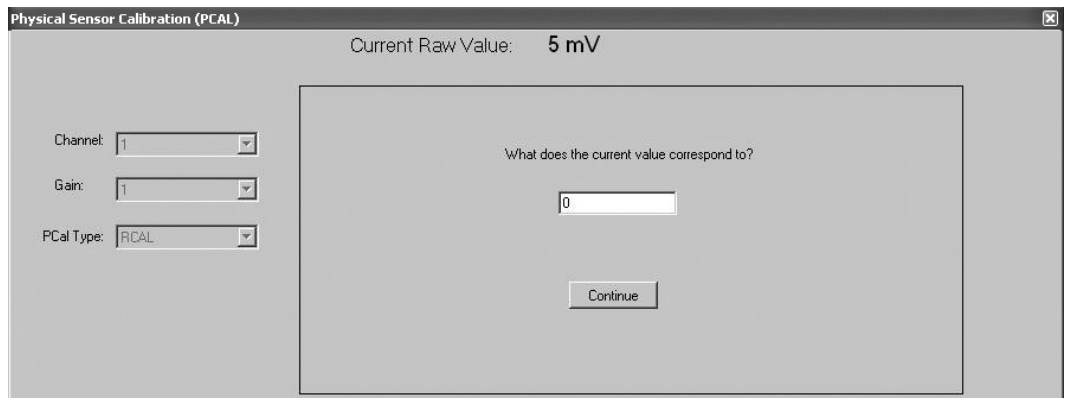 Physical Sensor Calibration (PCAL)
Current Raw Value: 5 mV
Channel: 1
Gain: 1
PCal Type: RCAL
What does the current value correspond to?
0
Continue